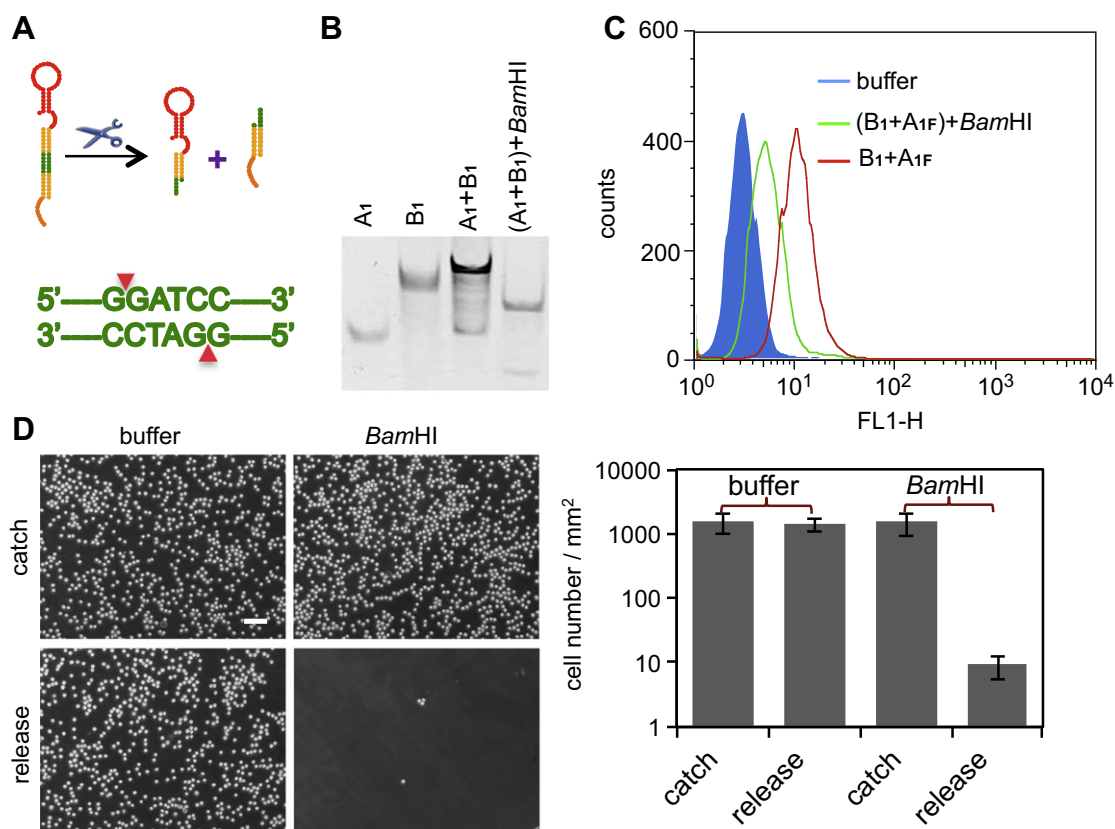 A
+
5’—GGATCC—3’
3’—CCTAGG—5’
B
A1
B1
A1+B1
(A1+B1)+BamHI
C
600
400
200
0
counts
buffer
(B1+A1F)+BamHI
B1+A1F
10^0
10^1
10^2
10^3
10^4
FL1-H
D
buffer
BamHI
catch
release
10000
1000
100
10
1
cell number / mm²
buffer
BamHI
catch
release
catch
release